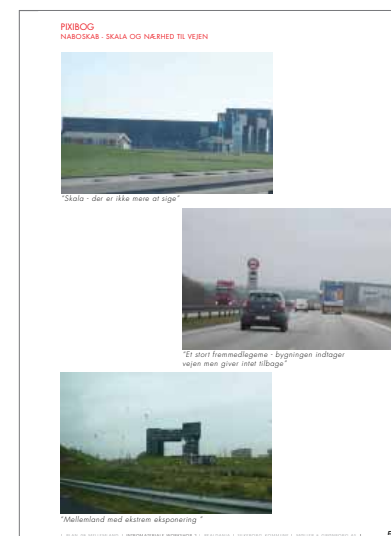 PIXIBOG
NABOSKAB - SKALA OG NÆRHED TIL VEJEN
"Skala - der er ikke mere at sige"
"Et stort fremmedlegeme - bygningen indtager
vejen men giver intet tilbage"
"Mellemland med ekstrem eksponering "